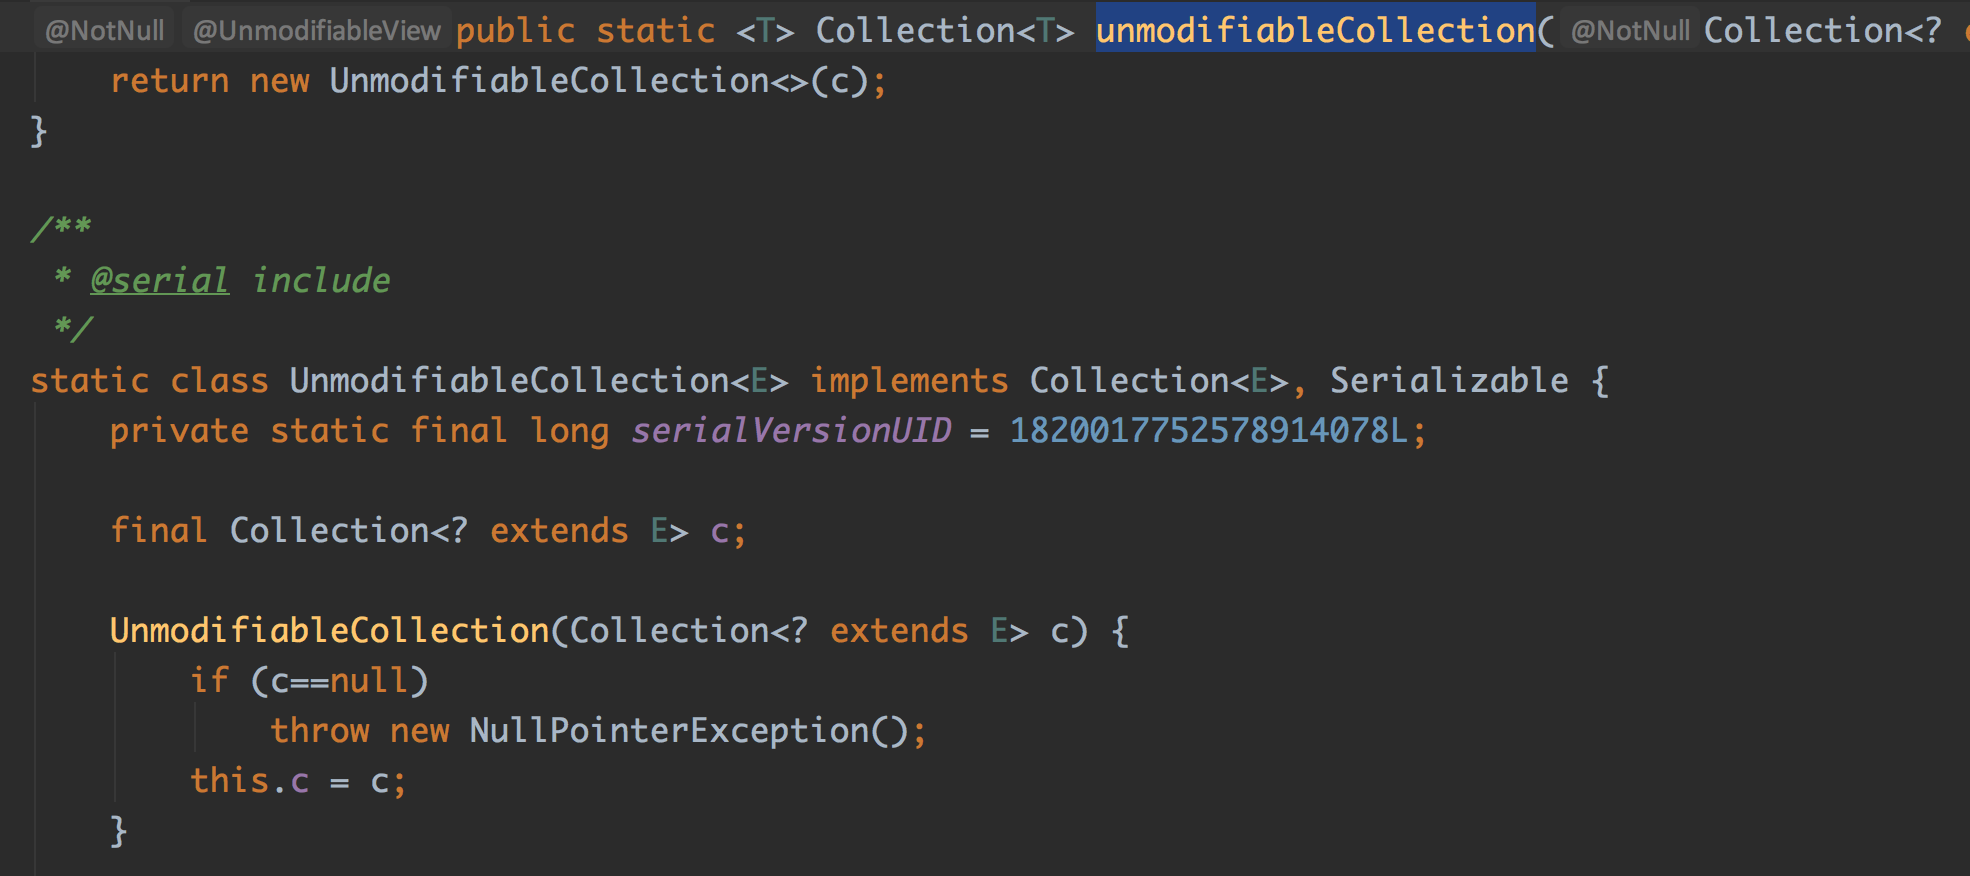 @NotNull @UnmodifiableView public static <T> Collection<T> unmodifiableCollection( @NotNull Collection<?
return new UnmodifiableCollection<>(c);
}
/**
* @serial include
*/
static class UnmodifiableCollection<E> implements Collection<E>, Serializable {
private static final long serialVersionUID = 1820017752578914078L;
final Collection<? extends E> c;
UnmodifiableCollection(Collection<? extends E> c) {
if (c==null)
throw new NullPointerException();
this.c = c;
}